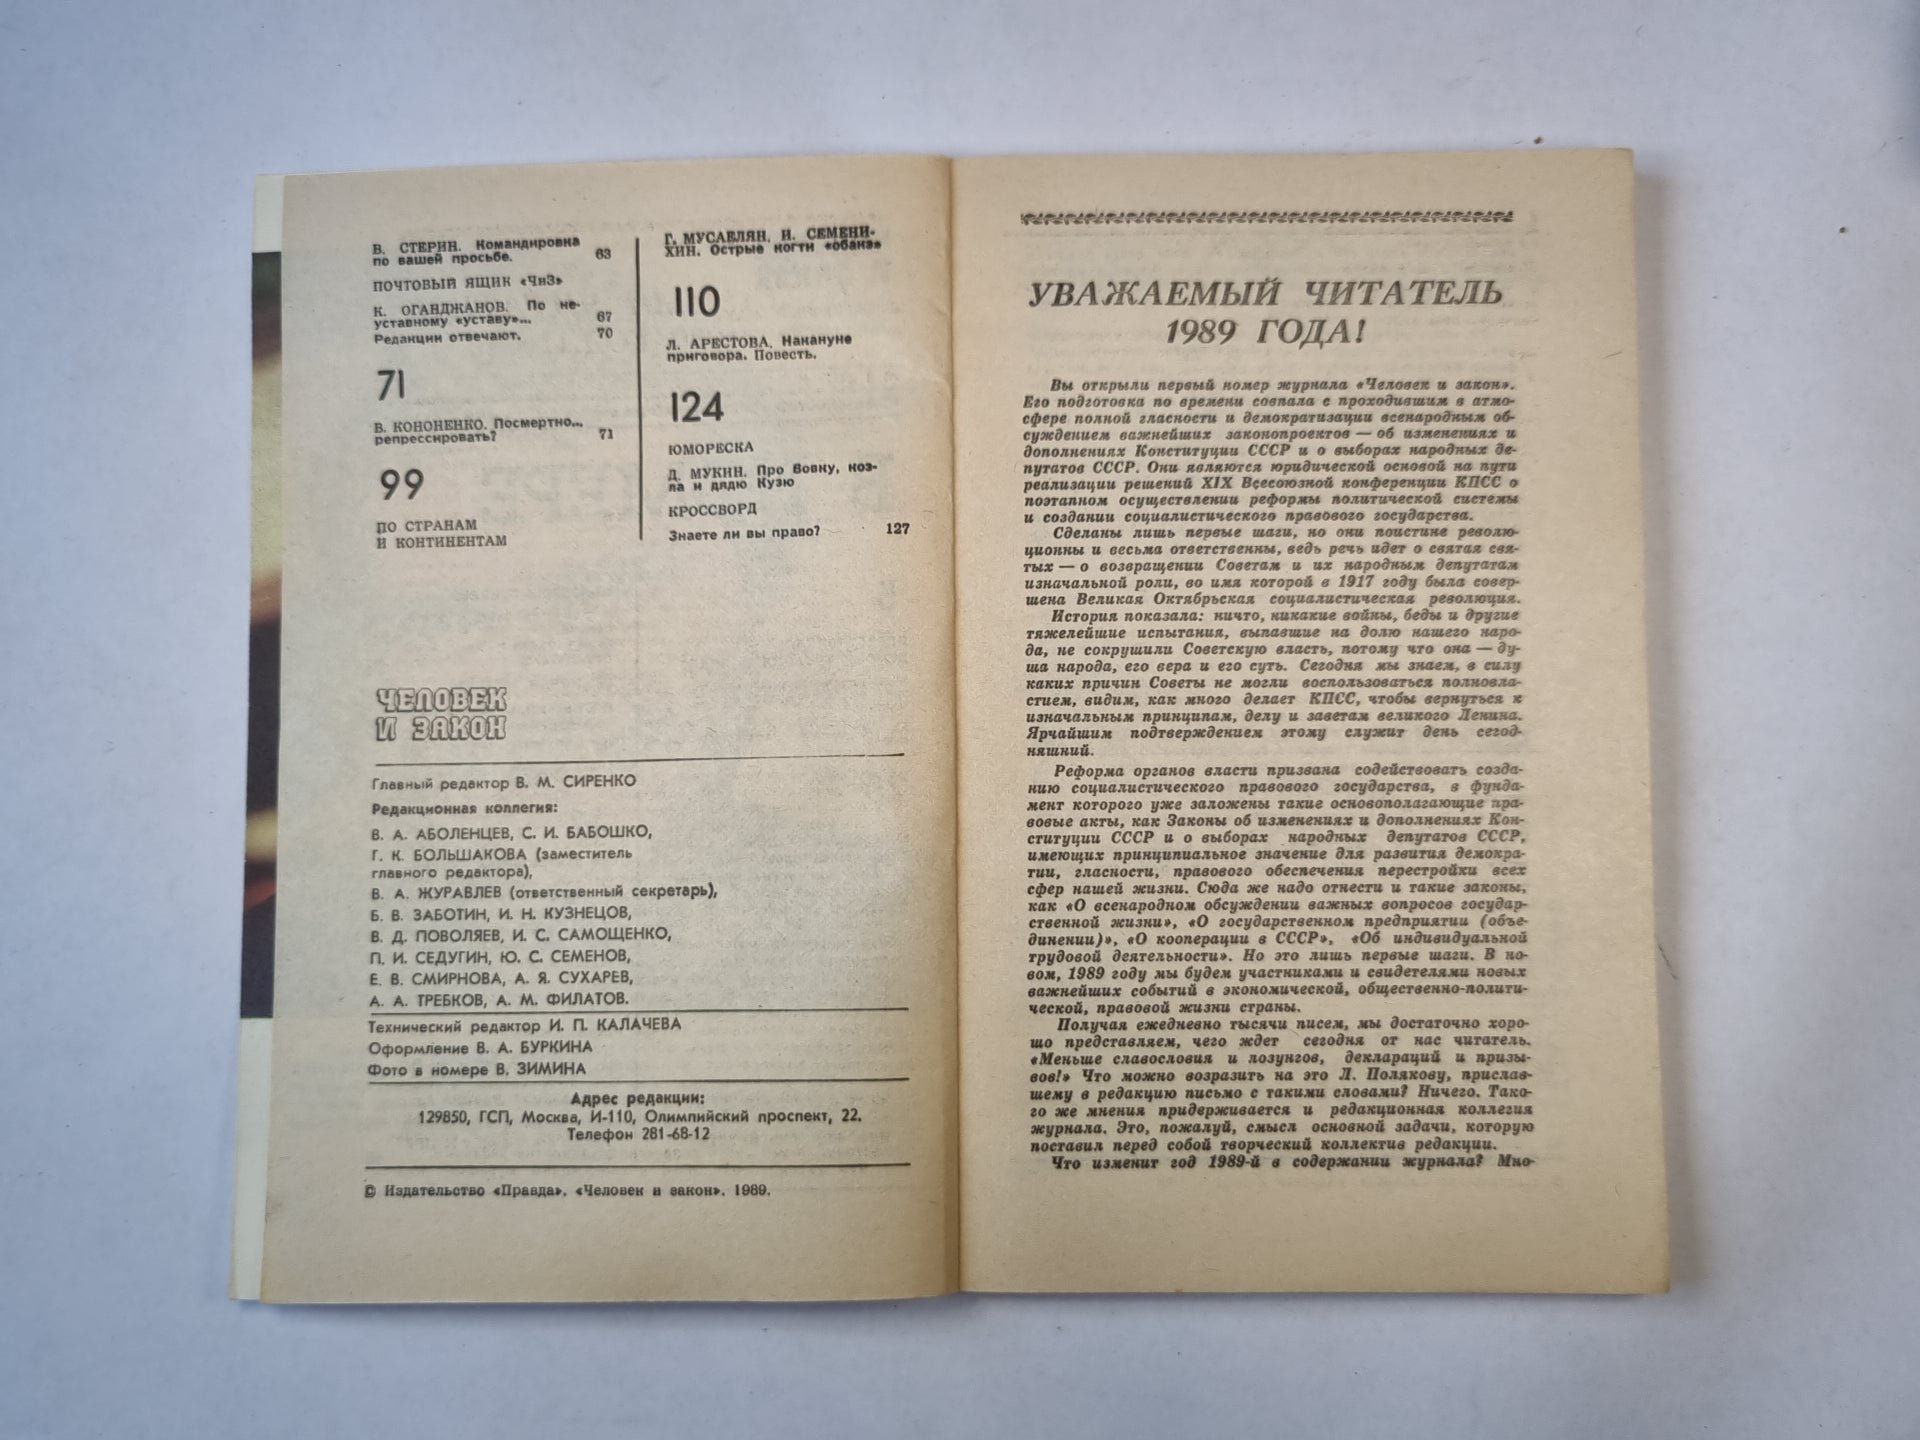 В. СТЕРИН. Командировка
по вашей просьбе. 63
ПОЧТОВЫЙ ЯЩИК «ЧиЗ»
К. ОГАНДЖАНОВ. По не-
уставному «уставу»... 67
Редакции отвечают. 70
71
В. КОНОНЕНКО. Посмертно...
репрессировать? 71
99
ПО СТРАНАМ
И КОНТИНЕНТАМ
Г. МУСАЕЛЯН, Н. СЕМЕНИ-
ХИН. Острые когти «обакэ»
110
Л. АРЕСТОВА. Накануне
приговора. Повесть.
124
ЮМОРЕСКА
Д. МУКИН. Про Вовку, коз-
ла и дядю Кузю
КРОССВОРД
Знаете ли вы право? 127
ЧЕЛОВЕК
И ЗАКОН
Главный редактор В. М. СИРЕНКО
Редакционная коллегия:
В. А. АБОЛЕНЦЕВ, С. И. БАБОШКО,
Г. К. БОЛЬШАКОВА (заместитель
главного редактора),
В. А. ЖУРАВЛЕВ (ответственный секретарь),
Б. В. ЗАБОТИН, И. Н. КУЗНЕЦОВ,
В. Д. ПОВОЛЯЕВ, И. С. САМОЩЕНКО,
П. И. СЕДУГИН, Ю. С. СЕМЕНОВ,
Е. В. СМИРНОВА, А. Я. СУХАРЕВ,
А. А. ТРЕБКОВ, А. М. ФИЛАТОВ.
Технический редактор И. П. КАЛАЧЕВА
Оформление В. А. БУРКИНА
Фото в номере В. ЗИМИНА
Адрес редакции:
129850, ГСП, Москва, И-110, Олимпийский проспект, 22.
Телефон 281-68-12
© Издательство «Правда». «Человек и закон». 1989.
УВАЖАЕМЫЙ ЧИТАТЕЛЬ
1989 ГОДА!
Вы открыли первый номер журнала «Человек и закон».
Его подготовка по времени совпала с проходившим в атмо-
сфере полной гласности и демократизации всенародным об-
суждением важнейших законопроектов — об изменениях и
дополнениях Конституции СССР и о выборах народных де-
путатов СССР. Они являются юридической основой на пути
реализации решений XIX Всесоюзной конференции КПСС о
поэтапном осуществлении реформы политической системы
и создании социалистического правового государства.
Сделаны лишь первые шаги, но они поистине револю-
ционны и весьма ответственны, ведь речь идет о святая свя-
тых — о возвращении Советам и их народным депутатам
изначальной роли, во имя которой в 1917 году была совер-
шена Великая Октябрьская социалистическая революция.
История показала: ничто, никакие войны, беды и другие
тяжелейшие испытания, выпавшие на долю нашего наро-
да, не сокрушили Советскую власть, потому что она — ду-
ша народа, его вера и его суть. Сегодня мы знаем, в силу
каких причин Советы не могли воспользоваться полновла-
стием, видим, как много делает КПСС, чтобы вернуться к
изначальным принципам, делу и заветам великого Ленина.
Ярчайшим подтверждением этому служит день сегод-
няшний.
Реформа органов власти призвана содействовать созда-
нию социалистического правового государства, в фунда-
мент которого уже заложены такие основополагающие пра-
вовые акты, как Законы об изменениях и дополнениях Кон-
ституции СССР и о выборах народных депутатов СССР,
имеющих принципиальное значение для развития демокра-
тии, гласности, правового обеспечения перестройки всех
сфер нашей жизни. Сюда же надо отнести и такие законы,
как «О всенародном обсуждении важных вопросов государ-
ственной жизни», «О государственном предприятии (объе-
динении)», «О кооперации в СССР», «Об индивидуальной
трудовой деятельности». Но это лишь первые шаги. В но-
вом, 1989 году мы будем участниками и свидетелями новых
важнейших событий в экономической, общественно-полити-
ческой, правовой жизни страны.
Получая ежедневно тысячи писем, мы достаточно хоро-
шо представляем, чего ждет сегодня от нас читатель.
«Меньше славословия и лозунгов, деклараций и призы-
вов!» Что можно возразить на это Л. Полякову, прислав-
шему в редакцию письмо с такими словами? Ничего. Тако-
го же мнения придерживается и редакционная коллегия
журнала. Это, пожалуй, смысл основной задачи, которую
поставил перед собой творческий коллектив редакции.
Что изменит год 1989-й в содержании журнала? Мно-